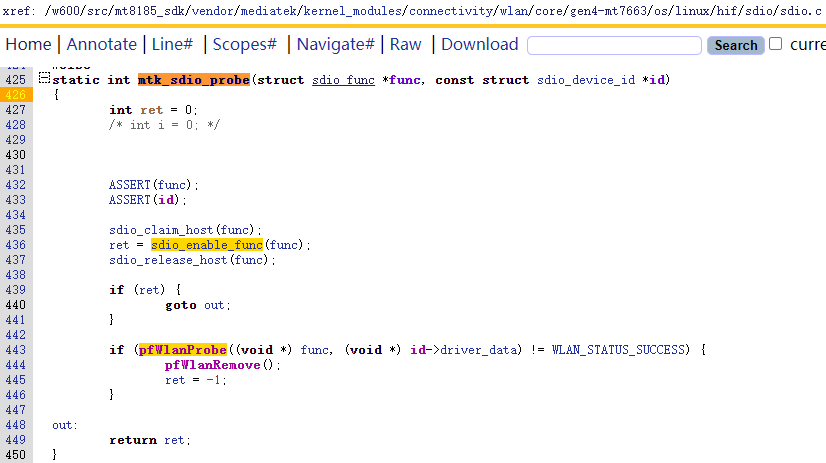 xref: /w600/src/mt8185_sdk/vendor/mediatek/kernel_modules/connectivity/wlan/core/gen4-mt7663/os/linux/hif/sdio/sdio.c
Home | Annotate | Line# | Scopes# | Navigate# | Raw | Download Search curre
425 static int mtk_sdio_probe(struct sdio_func *func, const struct sdio_device_id *id)
426 {
427 int ret = 0;
428 /* int i = 0; */
429
430
431
432 ASSERT(func);
433 ASSERT(id);
434
435 sdio_claim_host(func);
436 ret = sdio_enable_func(func);
437 sdio_release_host(func);
438
439 if (ret) {
440 goto out;
441 }
442
443 if (pfWlanProbe((void *) func, (void *) id->driver_data) != WLAN_STATUS_SUCCESS) {
444 pfWlanRemove();
445 ret = -1;
446 }
447
448 out:
449 return ret;
450 }